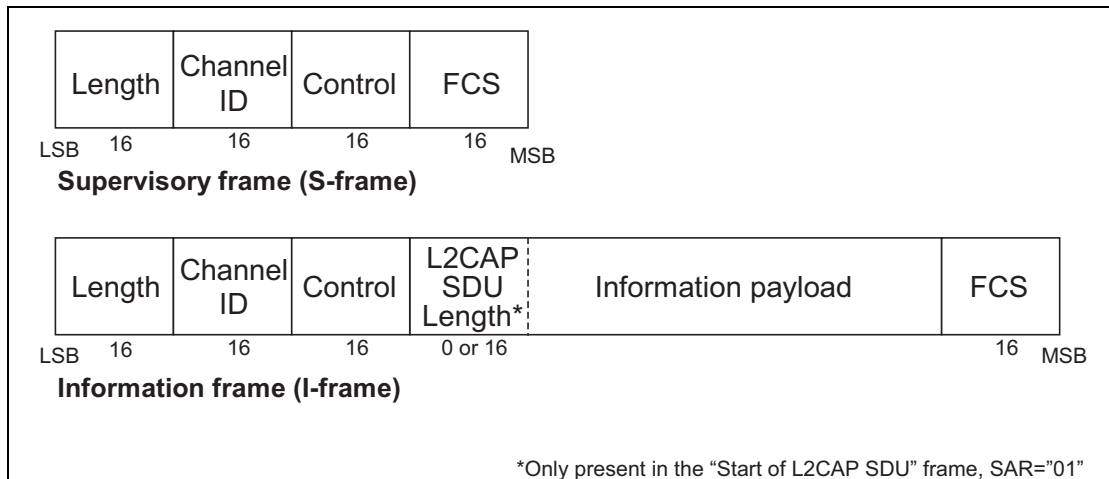 Length Channel ID Control FCS
LSB 16 16 16 16 MSB
Supervisory frame (S-frame)
Length Channel ID Control L2CAP SDU Length* Information payload FCS
LSB 16 16 16 0 or 16 16 MSB
Information frame (I-frame)
*Only present in the “Start of L2CAP SDU” frame, SAR=”01”